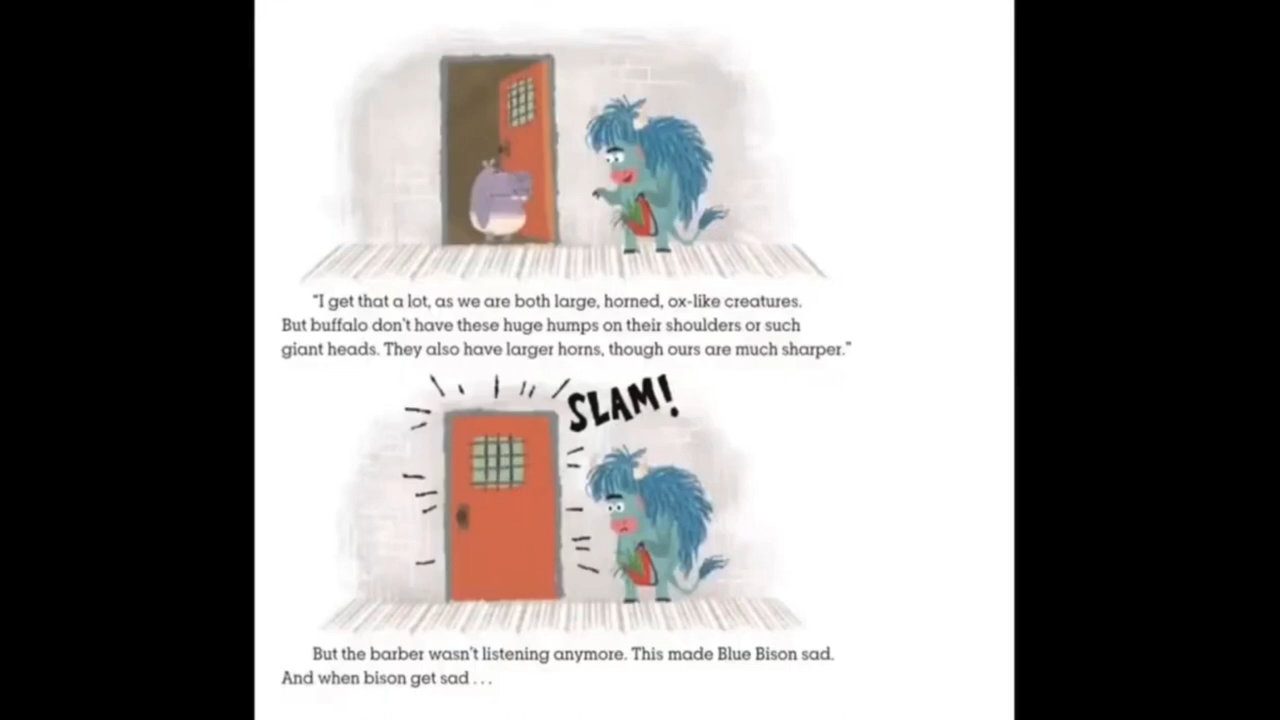 "I get that a lot, as we are both large, horned, ox-like creatures.
But buffalo don't have these huge humps on their shoulders or such
giant heads. They also have larger horns, though ours are much sharper."
SLAM!
But the barber wasn't listening anymore. This made Blue Bison sad.
And when bison get sad . . .